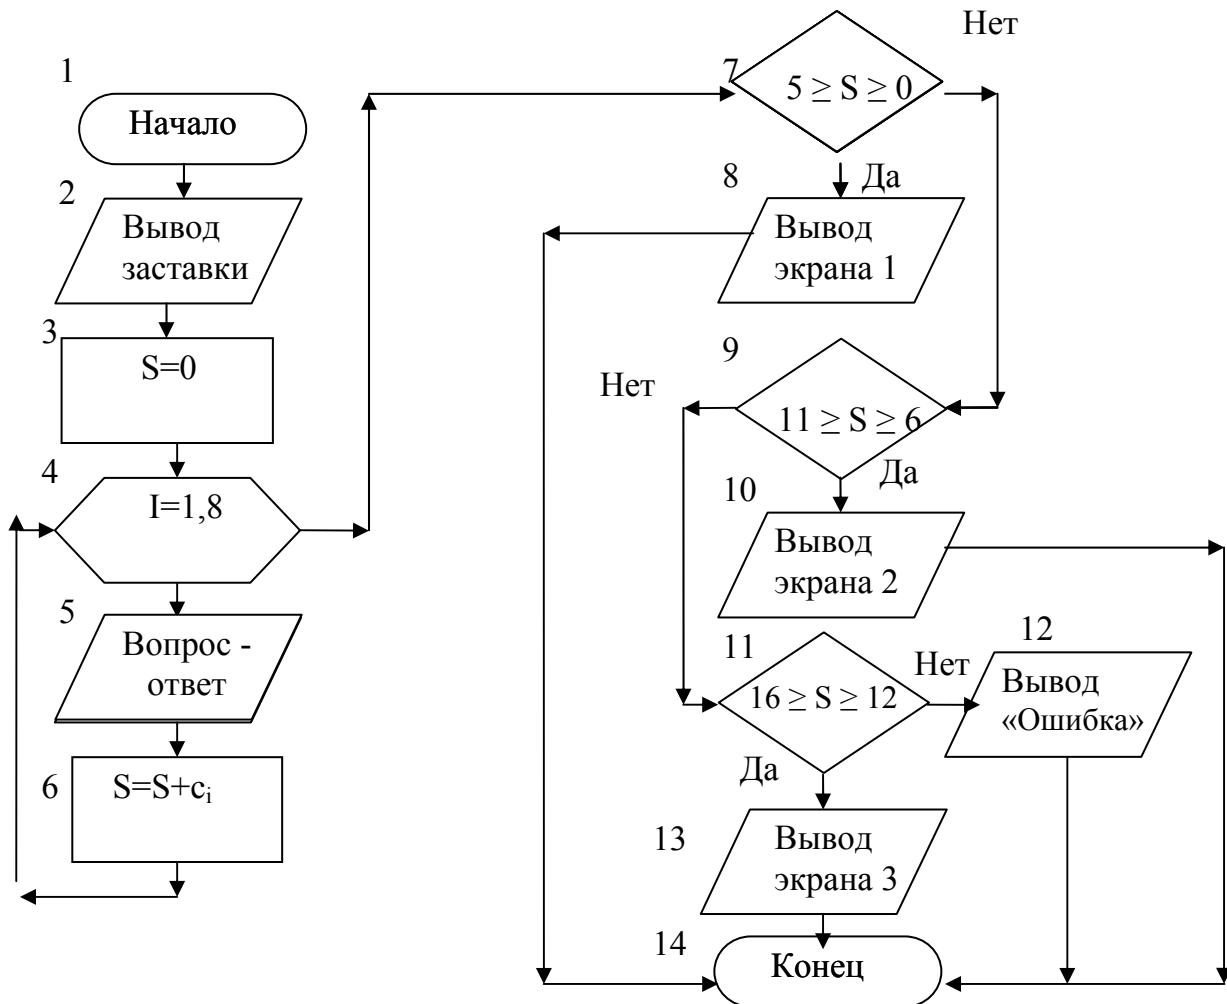 1
Начало
2
Вывод
заставки
3
S=0
4
I=1,8
5
Вопрос -
ответ
6
S=S+cᵢ
7
5 ≥ S ≥ 0
Нет
Да
8
Вывод
экрана 1
9
11 ≥ S ≥ 6
Нет
Да
10
Вывод
экрана 2
11
16 ≥ S ≥ 12
Нет
Да
12
Вывод
«Ошибка»
13
Вывод
экрана 3
14
Конец